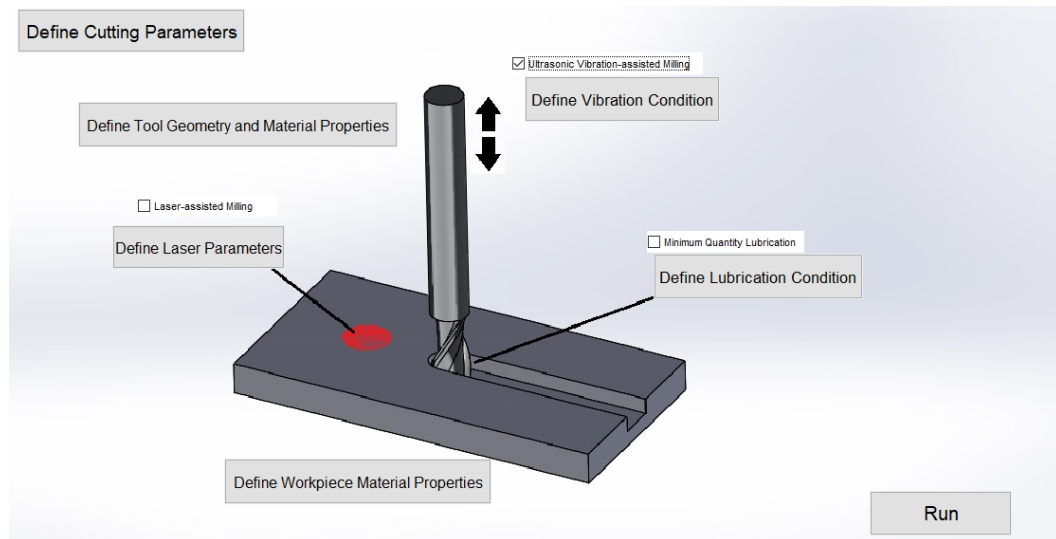 Define Cutting Parameters
Ultrasonic Vibration-assisted Milling
Define Vibration Condition
Define Tool Geometry and Material Properties
Laser-assisted Milling
Define Laser Parameters
Minimum Quantity Lubrication
Define Lubrication Condition
Define Workpiece Material Properties
Run